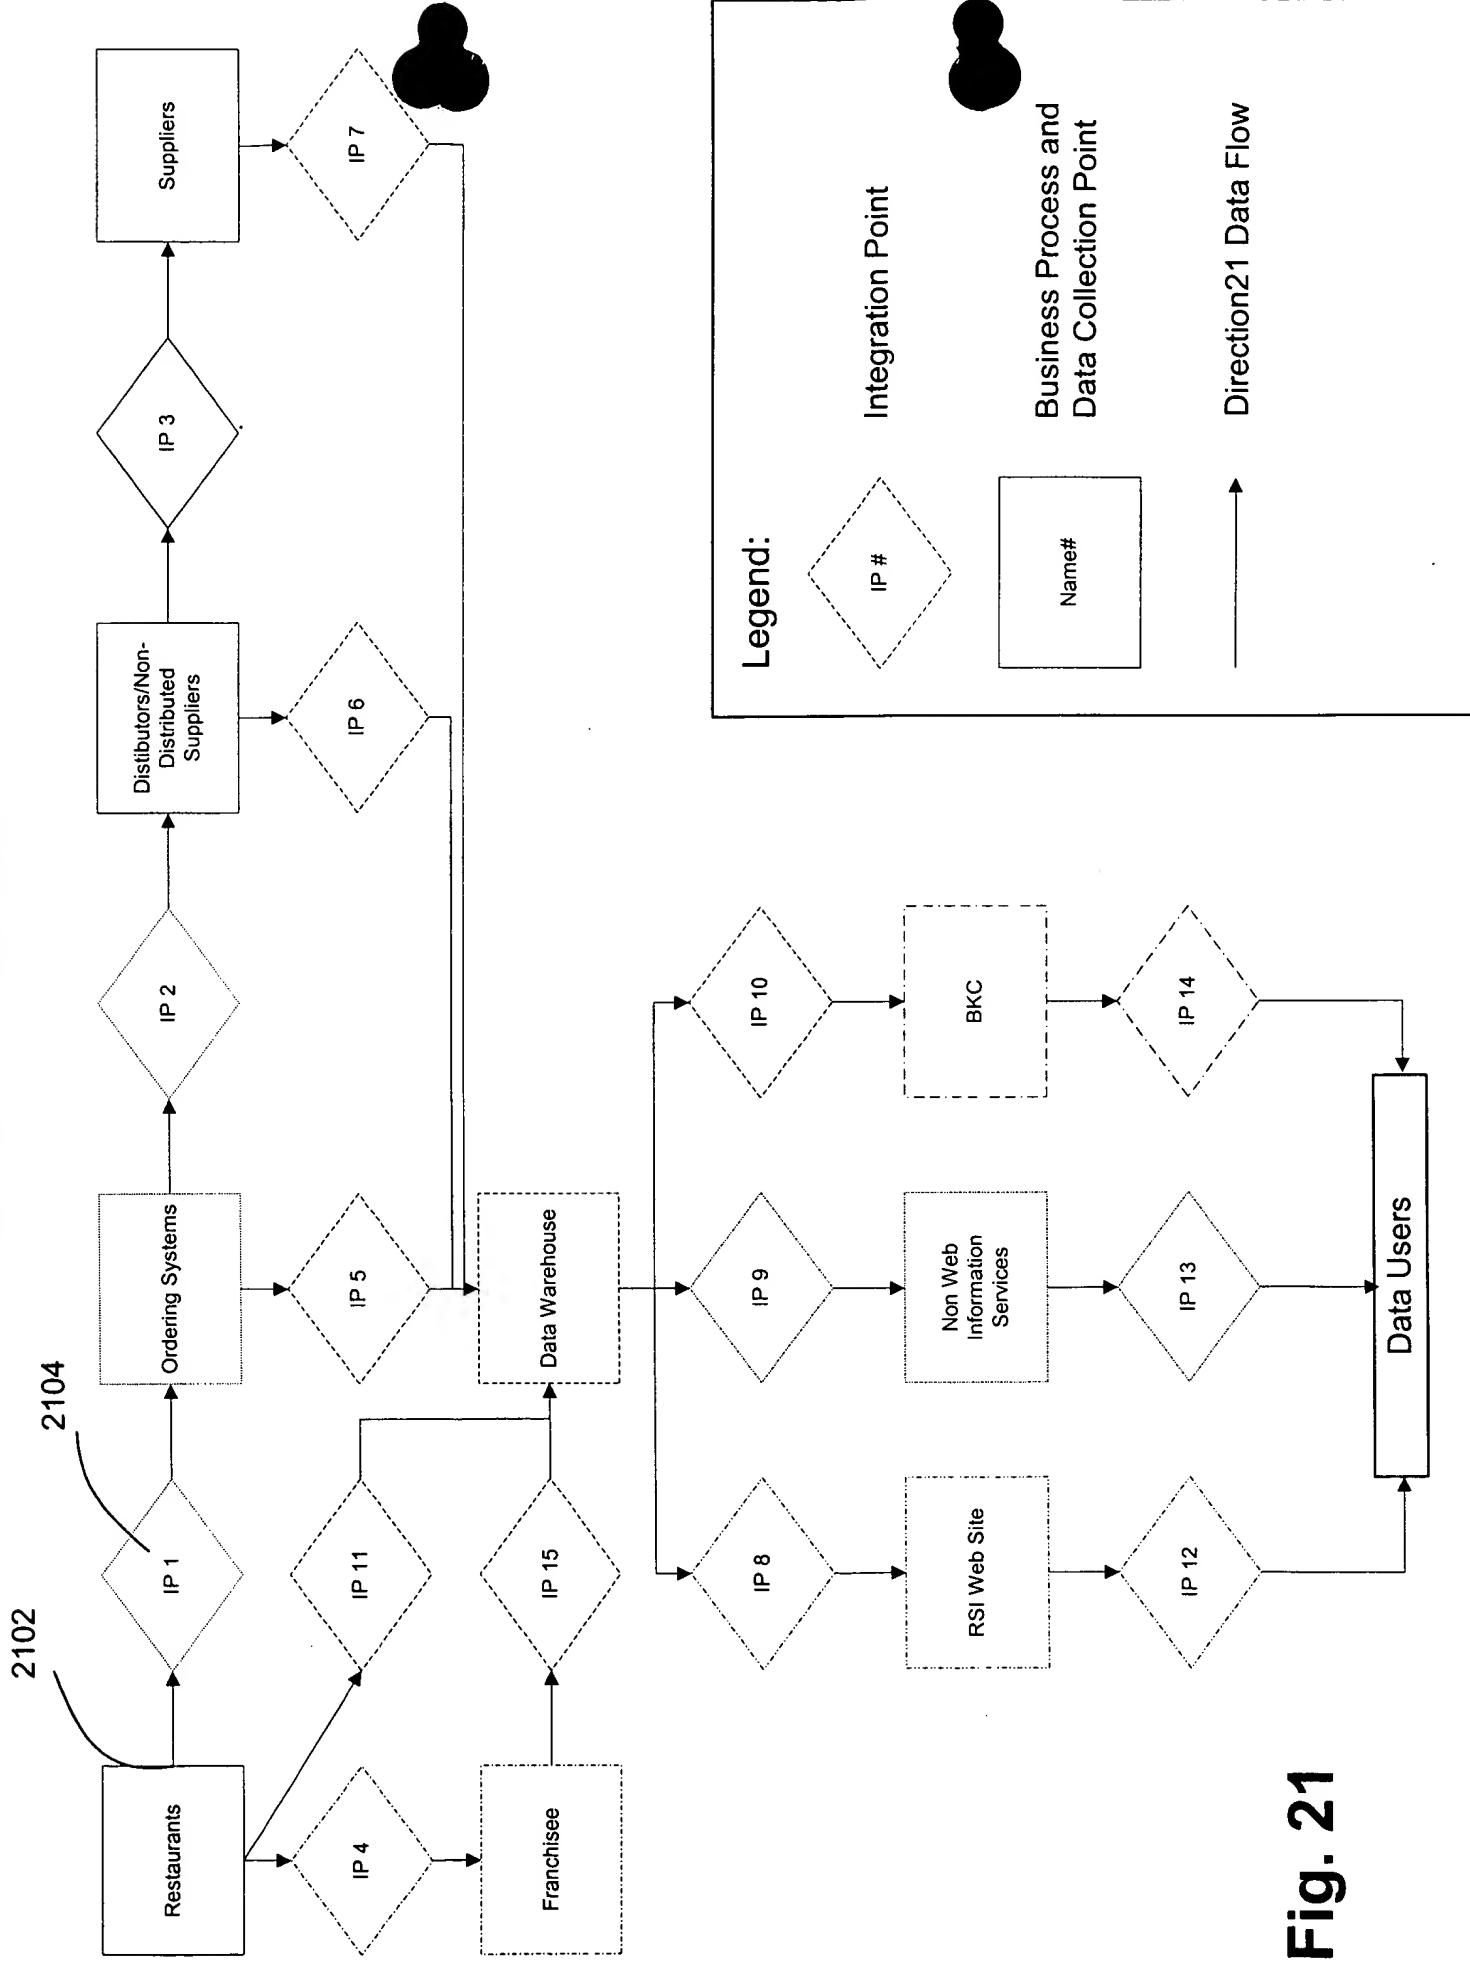 2102
2104
Restaurants
IP 1
Ordering Systems
IP 2
Distibutors/Non-
Distributed
Suppliers
IP 3
Suppliers
IP 4
IP 11
IP 5
IP 6
IP 7
Franchisee
IP 15
Data Warehouse
IP 8
IP 9
IP 10
RSI Web Site
Non Web
Information
Services
BKC
IP 12
IP 13
IP 14
Data Users
Legend:
IP #
Integration Point
Name#
Business Process and
Data Collection Point
Direction21 Data Flow
Fig. 21